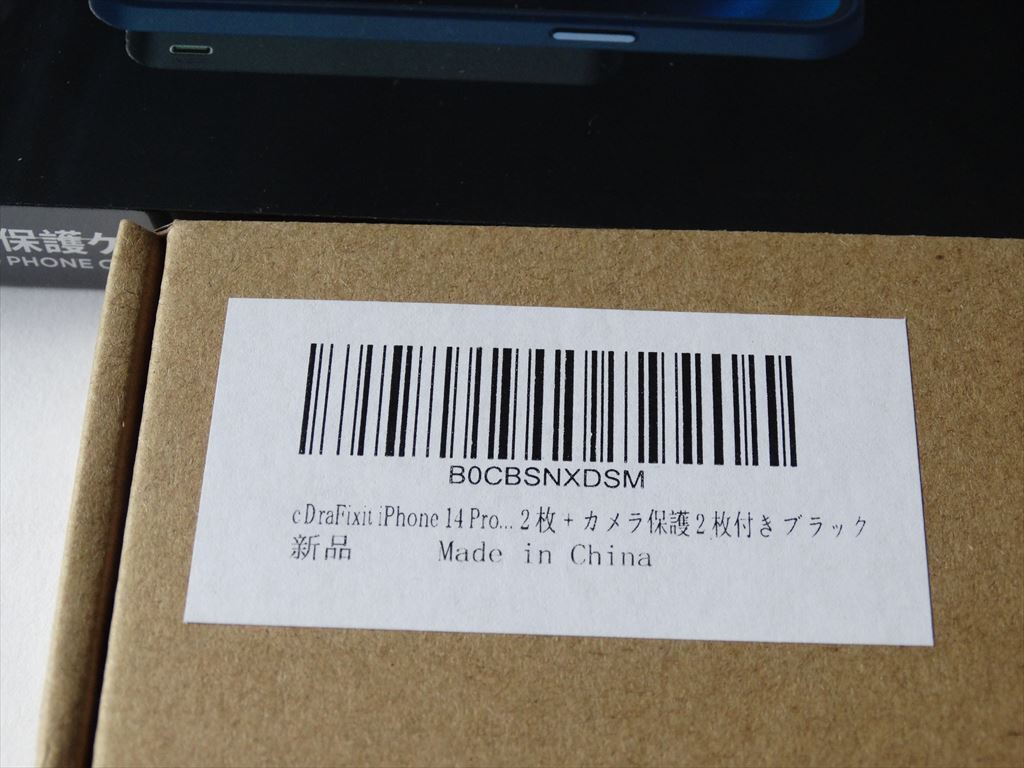 保護ケ
PHONE C
B0CBSNXDSM
cDraFixit iPhone 14 Pro... 2枚 + カメラ保護2枚付き ブラック
新品 Made in China